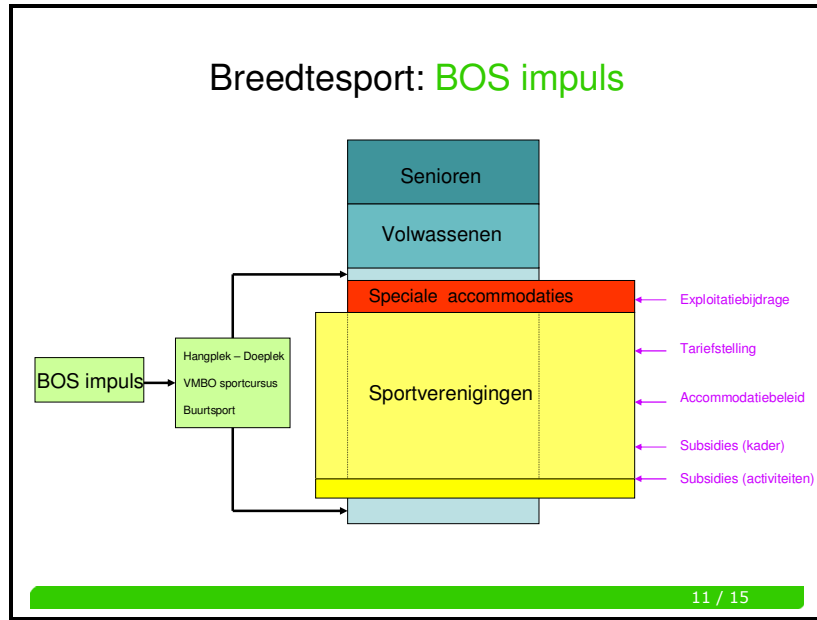 Breedtesport: BOS impuls
Senioren
Volwassenen
Speciale accommodaties
Exploitatiebijdrage
Tariefstelling
Hangplek – Doeplek
VMBO sportcursus
Buurtsport
BOS impuls
Sportverenigingen
Accommodatiebeleid
Subsidies (kader)
Subsidies (activiteiten)
11 / 15